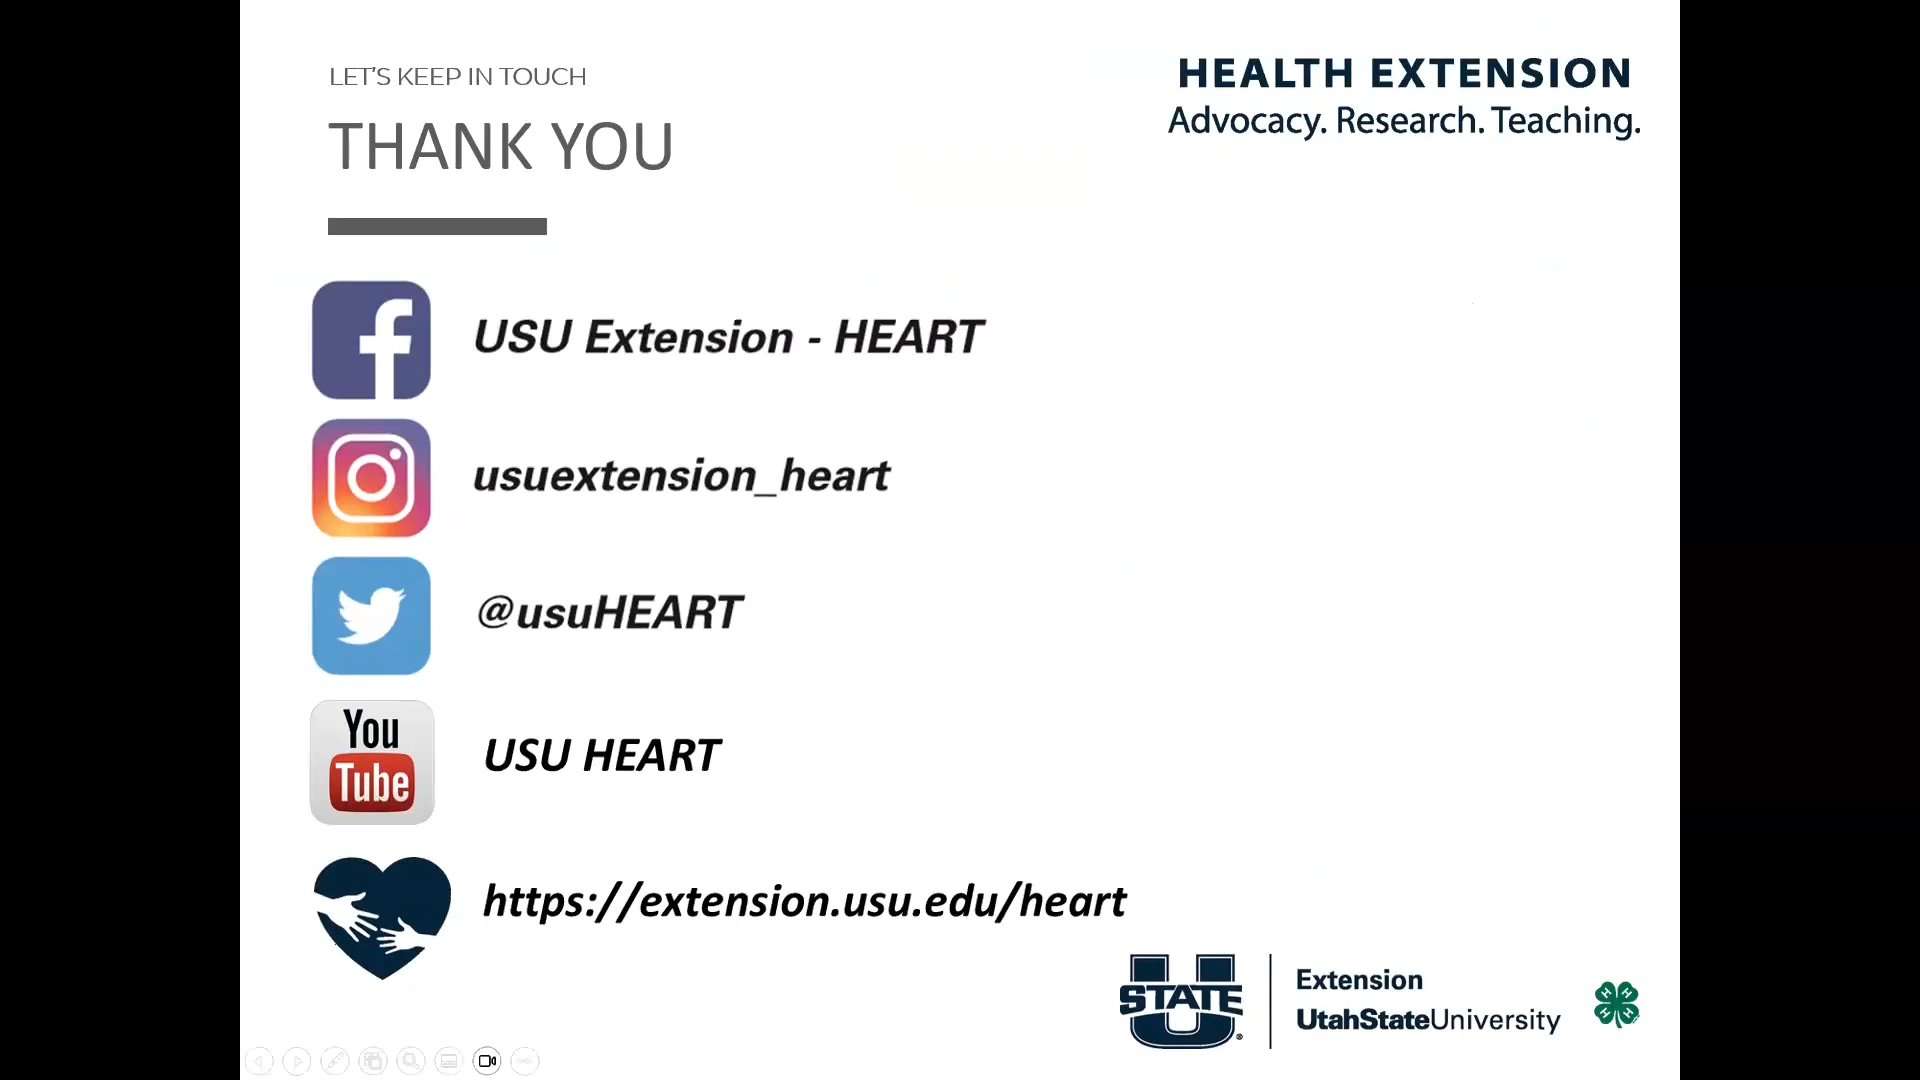 LET'S KEEP IN TOUCH
THANK YOU
HEALTH EXTENSION
Advocacy. Research. Teaching.
USU Extension - HEART
usuextension_heart
@usuHEART
You
Tube
USU HEART
https://extension.usu.edu/heart
U
STATE
®
Extension
UtahStateUniversity
H H
H H